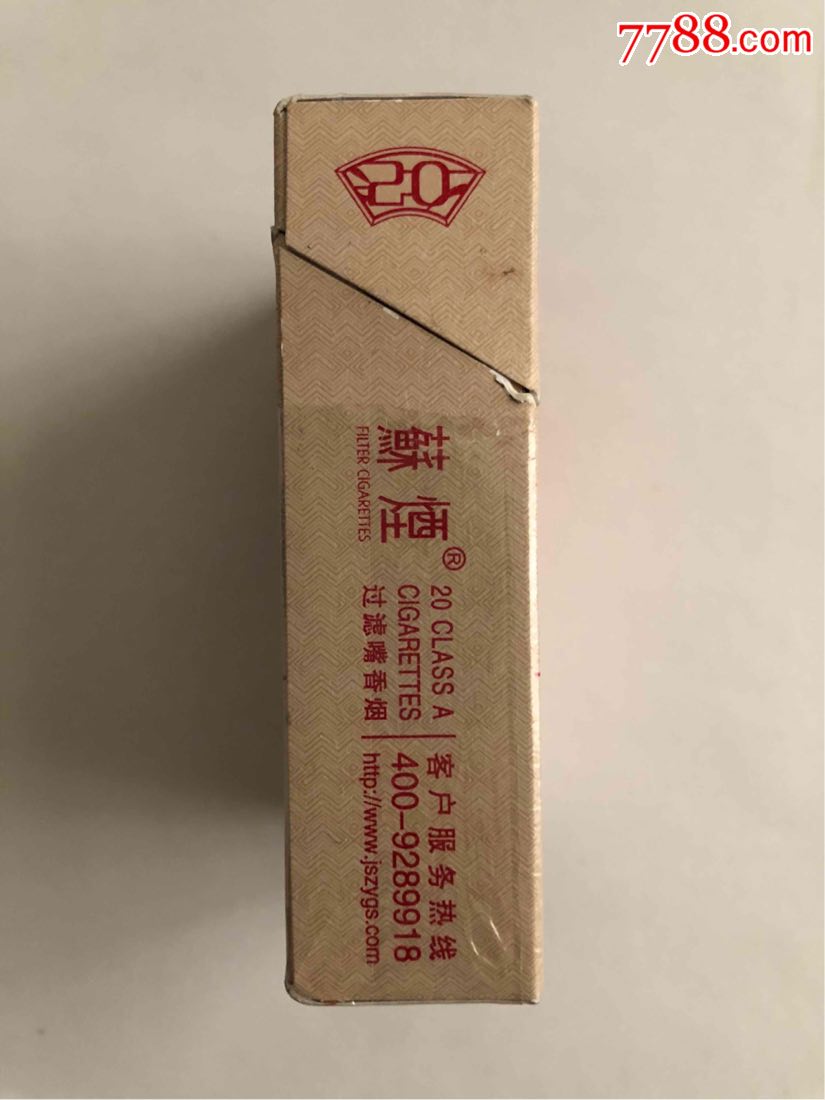 7788.com
20
蘇煙®
FILTER CIGARETTES
20 CLASS A
CIGARETTES
过滤嘴香烟
客户服务热线
400-9289918
http://www.jszygs.com